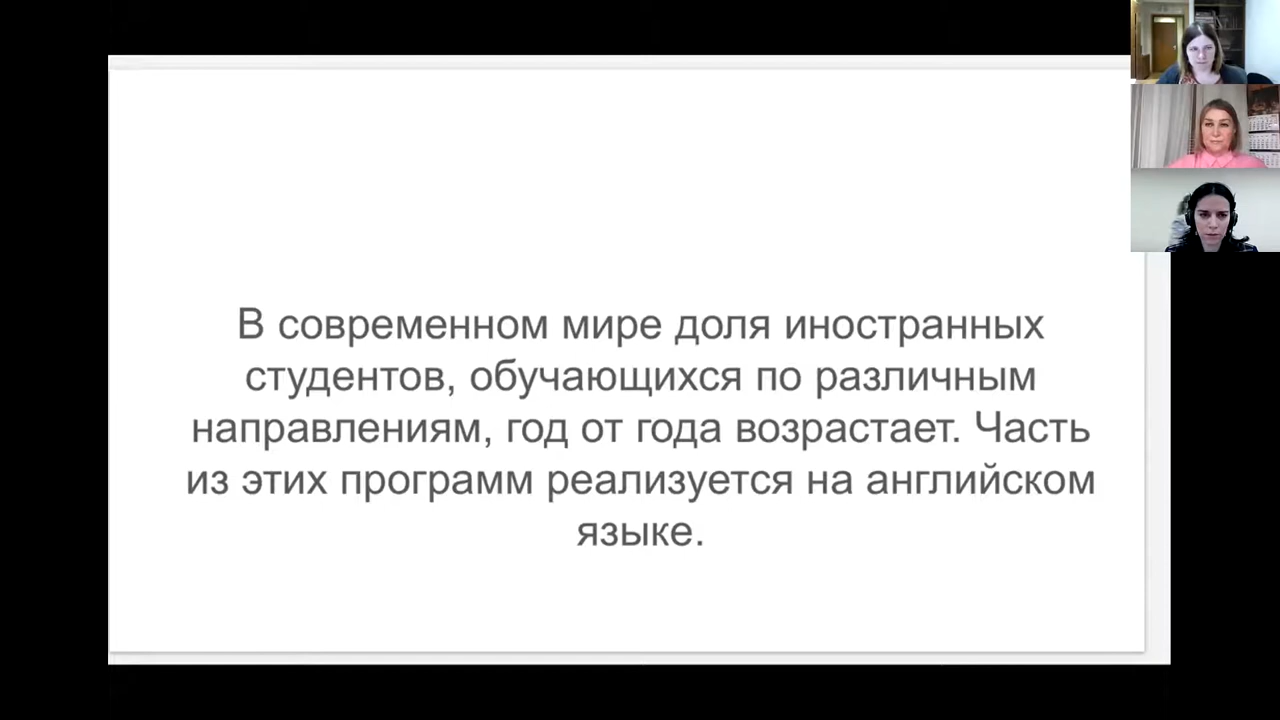 В современном мире доля иностранных
студентов, обучающихся по различным
направлениям, год от года возрастает. Часть
из этих программ реализуется на английском
языке.